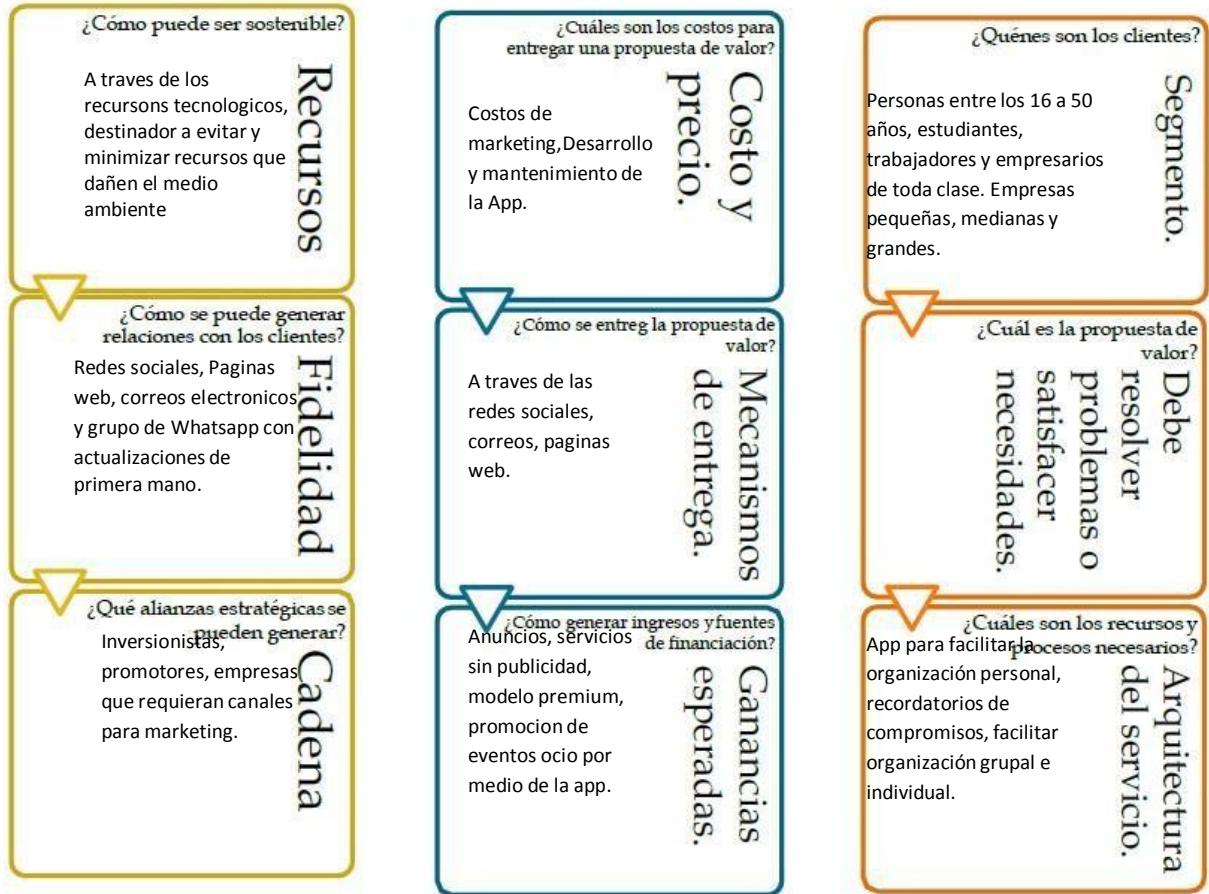 ¿Cómo puede ser sostenible?
A traves de los
recursons tecnologicos,
destinador a evitar y
minimizar recursos que
dañen el medio
ambiente
Recursos
¿Cómo se puede generar
relaciones con los clientes?
Redes sociales, Paginas
web, correos electronicos
y grupo de Whatsapp con
actualizaciones de
primera mano.
Fidelidad
¿Qué alianzas estratégicas se
pueden generar?
Inversionistas,
promotores, empresas
que requieran canales
para marketing.
Cadena
¿Cuáles son los costos para
entregar una propuesta de valor?
Costos de
marketing,Desarrollo
y mantenimiento de
la App.
Costo y
precio.
¿Cómo se entreg la propuesta de
valor?
A traves de las
redes sociales,
correos, paginas
web.
Mecanismos
de entrega.
¿Cómo generar ingresos y fuentes
de financiación?
Anuncios, servicios
sin publicidad,
modelo premium,
promocion de
eventos ocio por
medio de la app.
Ganancias
esperadas.
¿Quénes son los clientes?
Personas entre los 16 a 50
años, estudiantes,
trabajadores y empresarios
de toda clase. Empresas
pequeñas, medianas y
grandes.
Segmento.
¿Cuál es la propuesta de
valor?
Debe
resolver
problemas o
satisfacer
necesidades.
¿Cuáles son los recursos y
procesos necesarios?
App para facilitar la
organización personal,
recordatorios de
compromisos, facilitar
organización grupal e
individual.
Arquitectura
del servicio.